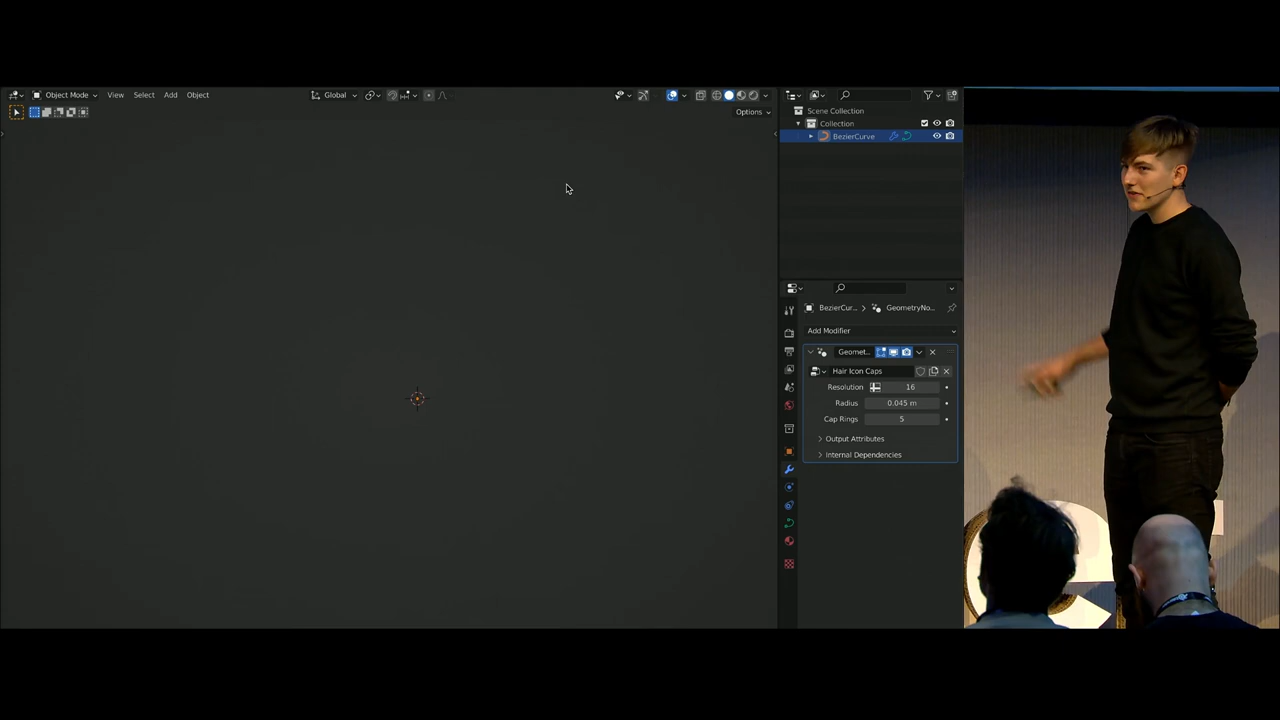 Object Mode View Select Add Object Global
Options
Scene Collection
Collection
BezierCurve
BezierCur... GeometryNo...
Add Modifier
Geomet...
Hair Icon Caps
Resolution 16
Radius 0.045 m
Cap Rings 5
Output Attributes
Internal Dependencies